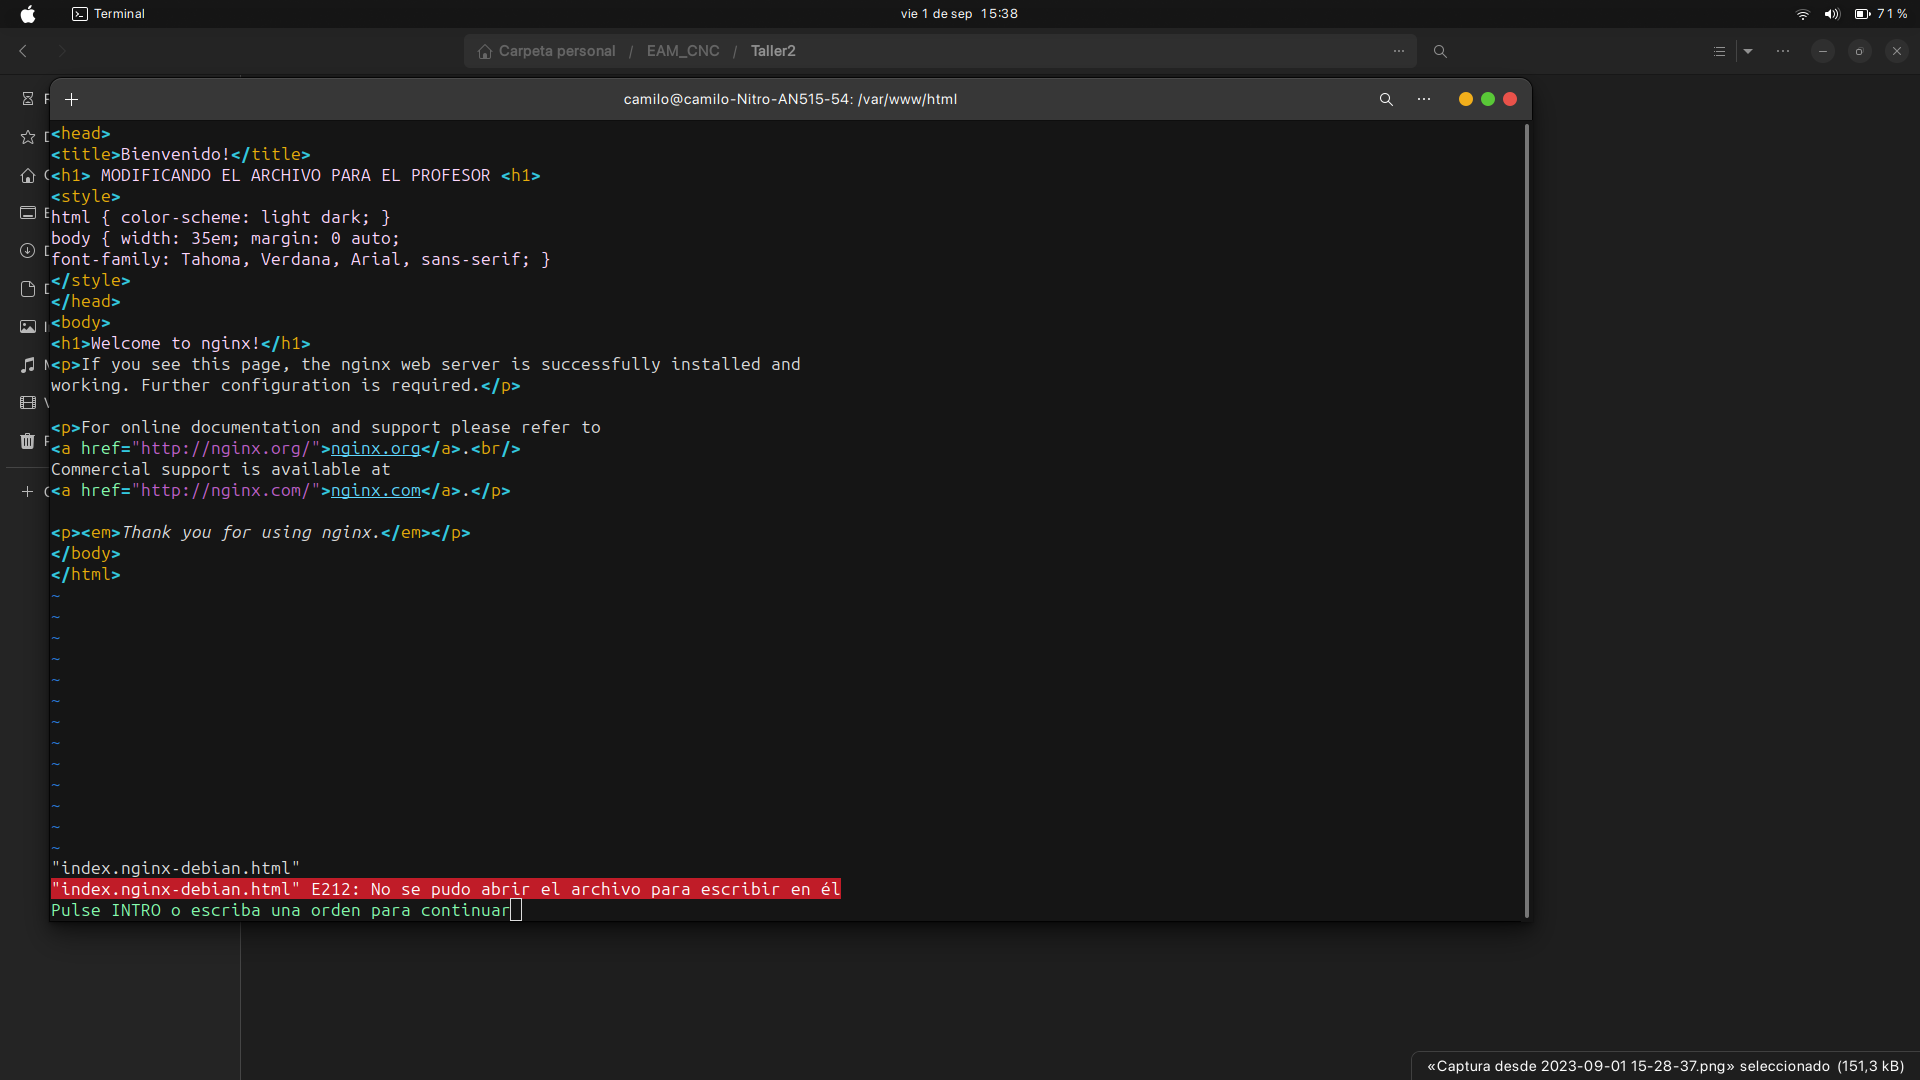 Terminal
vie 1 de sep 15:38
71%
Carpeta personal / EAM_CNC / Taller2
camilo@camilo-Nitro-AN515-54: /var/www/html
<head>
<title>Bienvenido!</title>
<h1> MODIFICANDO EL ARCHIVO PARA EL PROFESOR <h1>
<style>
html { color-scheme: light dark; }
body { width: 35em; margin: 0 auto;
font-family: Tahoma, Verdana, Arial, sans-serif; }
</style>
</head>
<body>
<h1>Welcome to nginx!</h1>
<p>If you see this page, the nginx web server is successfully installed and
working. Further configuration is required.</p>
<p>For online documentation and support please refer to
<a href="http://nginx.org/">nginx.org</a>.<br/>
Commercial support is available at
<a href="http://nginx.com/">nginx.com</a>.</p>
<p><em>Thank you for using nginx.</em></p>
</body>
</html>
~
~
~
~
~
~
~
~
~
~
~
~
~
"index.nginx-debian.html"
"index.nginx-debian.html" E212: No se pudo abrir el archivo para escribir en él
Pulse INTRO o escriba una orden para continuar
«Captura desde 2023-09-01 15-28-37.png» seleccionado (151,3 kB)